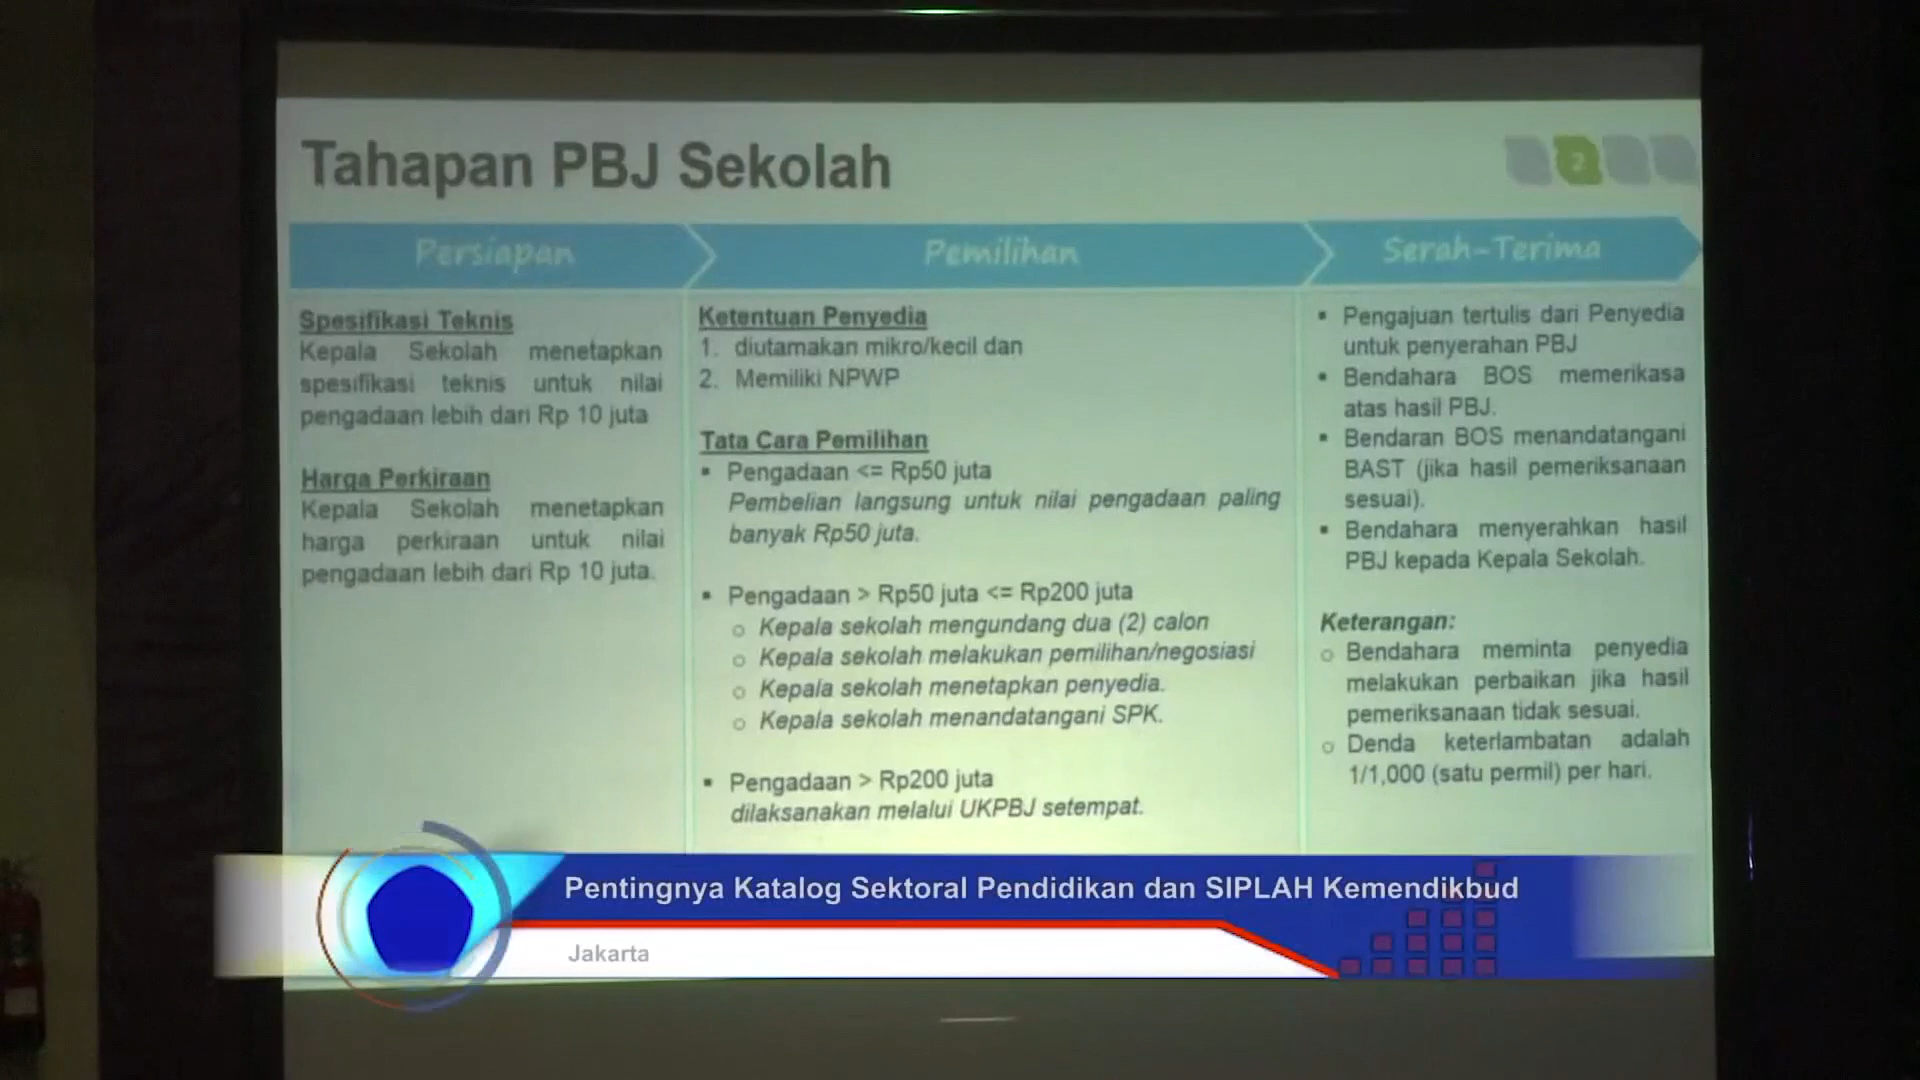 Tahapan PBJ Sekolah
2
Persiapan
Pemilihan
Serah-Terima
Spesifikasi Teknis
Kepala Sekolah menetapkan
spesifikasi teknis untuk nilai
pengadaan lebih dari Rp 10 juta
Harga Perkiraan
Kepala Sekolah menetapkan
harga perkiraan untuk nilai
pengadaan lebih dari Rp 10 juta.
Ketentuan Penyedia
1. diutamakan mikro/kecil dan
2. Memiliki NPWP
Tata Cara Pemilihan
▪ Pengadaan <= Rp50 juta
Pembelian langsung untuk nilai pengadaan paling
banyak Rp50 juta.
▪ Pengadaan > Rp50 juta <= Rp200 juta
o Kepala sekolah mengundang dua (2) calon
o Kepala sekolah melakukan pemilihan/negosiasi
o Kepala sekolah menetapkan penyedia.
o Kepala sekolah menandatangani SPK.
▪ Pengadaan > Rp200 juta
dilaksanakan melalui UKPBJ setempat.
▪ Pengajuan tertulis dari Penyedia
untuk penyerahan PBJ
▪ Bendahara BOS memerikasa
atas hasil PBJ.
▪ Bendaran BOS menandatangani
BAST (jika hasil pemeriksanaan
sesuai).
▪ Bendahara menyerahkan hasil
PBJ kepada Kepala Sekolah.
Keterangan:
o Bendahara meminta penyedia
melakukan perbaikan jika hasil
pemeriksanaan tidak sesuai.
o Denda keterlambatan adalah
1/1,000 (satu permil) per hari.
Pentingnya Katalog Sektoral Pendidikan dan SIPLAH Kemendikbud
Jakarta